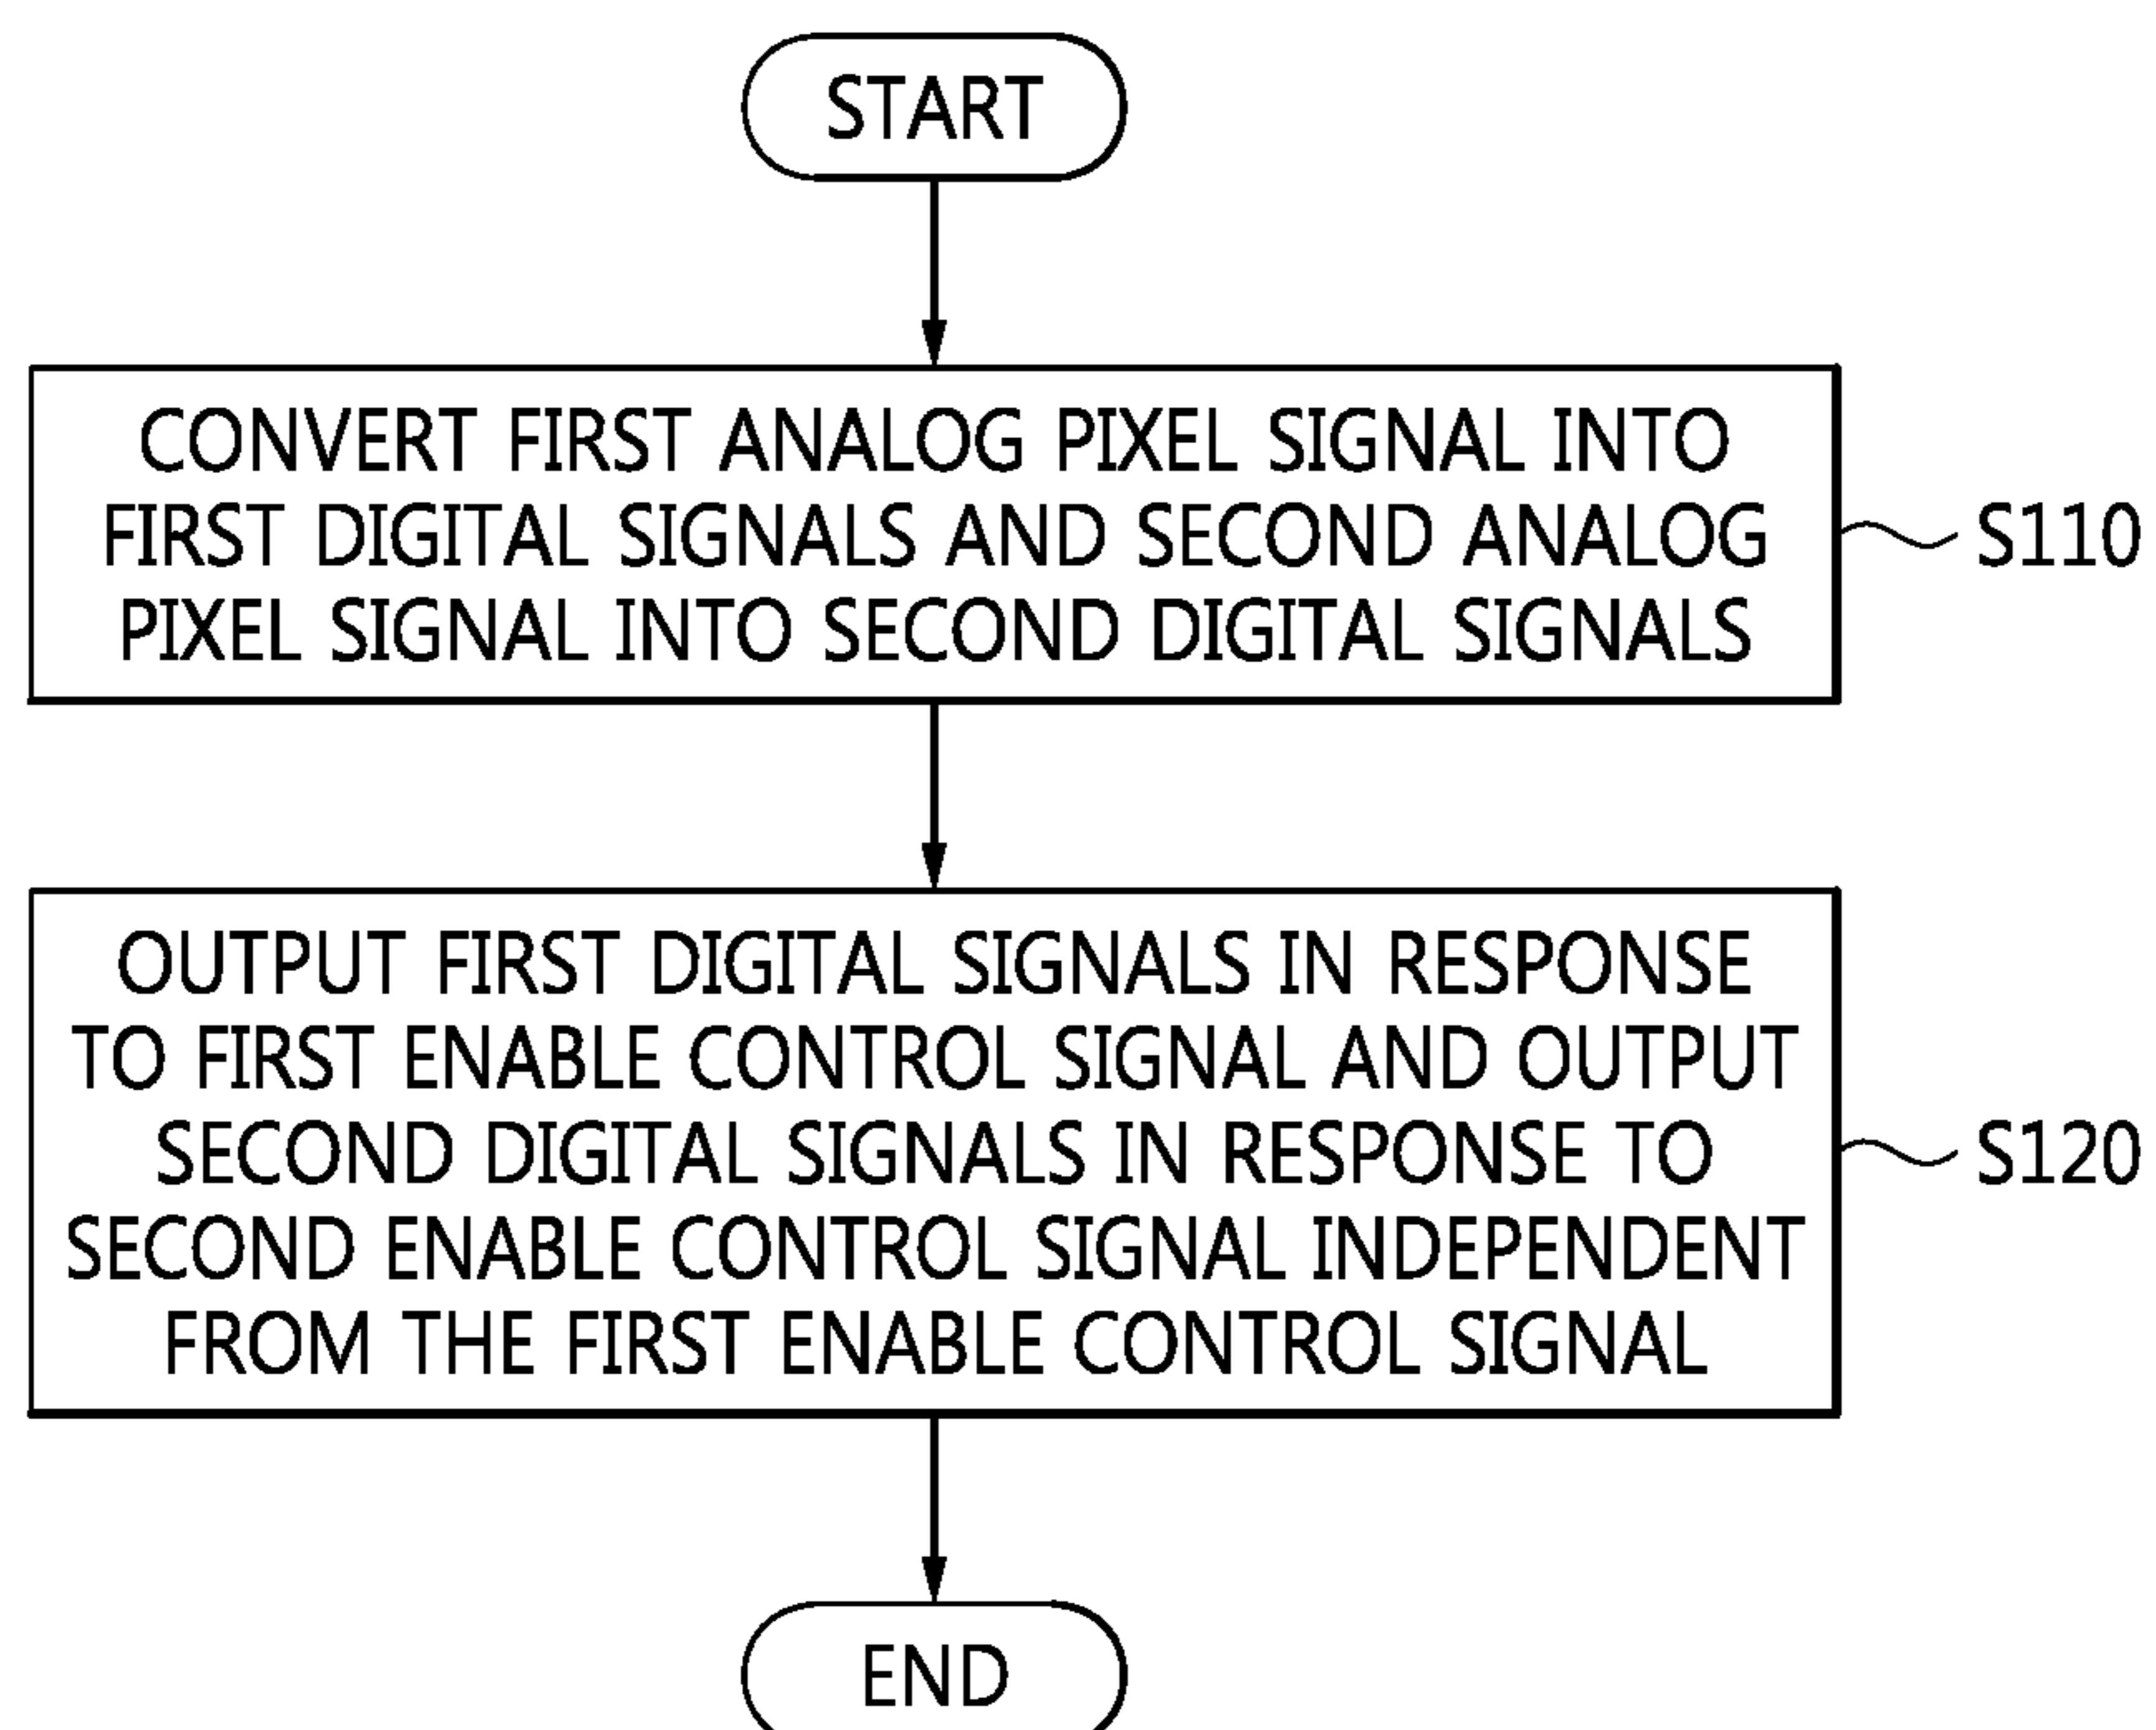 START
CONVERT FIRST ANALOG PIXEL SIGNAL INTO
FIRST DIGITAL SIGNALS AND SECOND ANALOG
PIXEL SIGNAL INTO SECOND DIGITAL SIGNALS
S110
OUTPUT FIRST DIGITAL SIGNALS IN RESPONSE
TO FIRST ENABLE CONTROL SIGNAL AND OUTPUT
SECOND DIGITAL SIGNALS IN RESPONSE TO
SECOND ENABLE CONTROL SIGNAL INDEPENDENT
FROM THE FIRST ENABLE CONTROL SIGNAL
S120
END